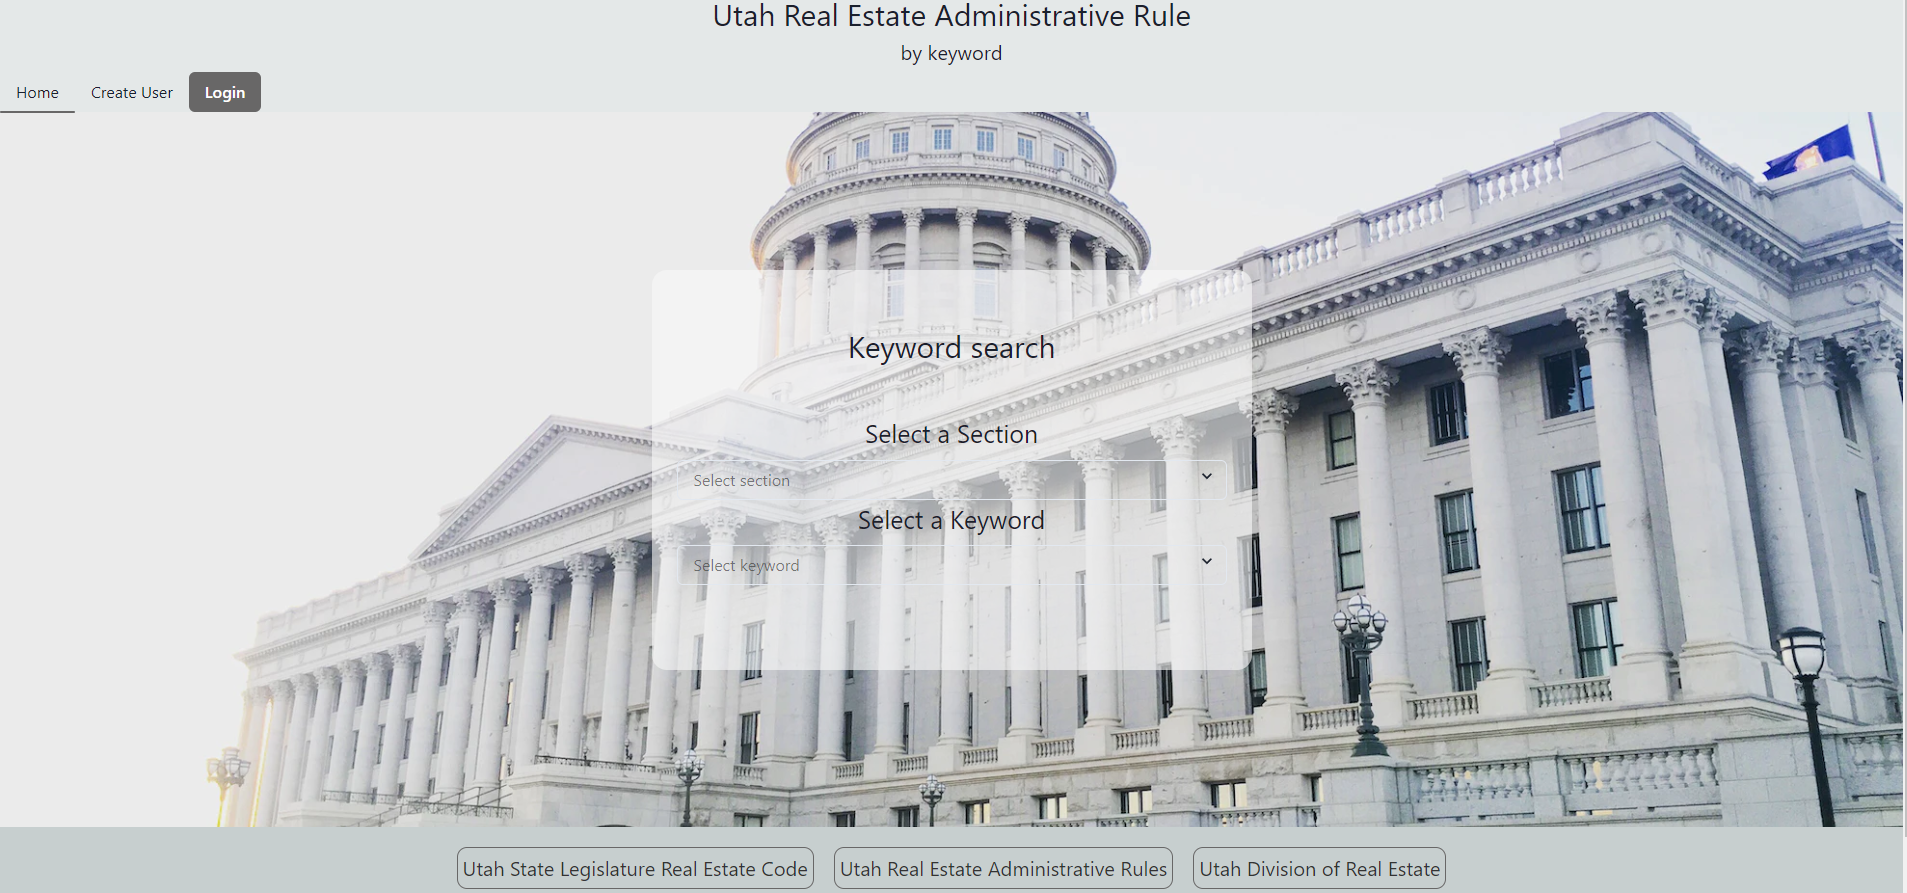 Utah Real Estate Administrative Rule
by keyword
Home
Create User
Login
Keyword search
Select a Section
Select section
Select a Keyword
Select keyword
Utah State Legislature Real Estate Code
Utah Real Estate Administrative Rules
Utah Division of Real Estate